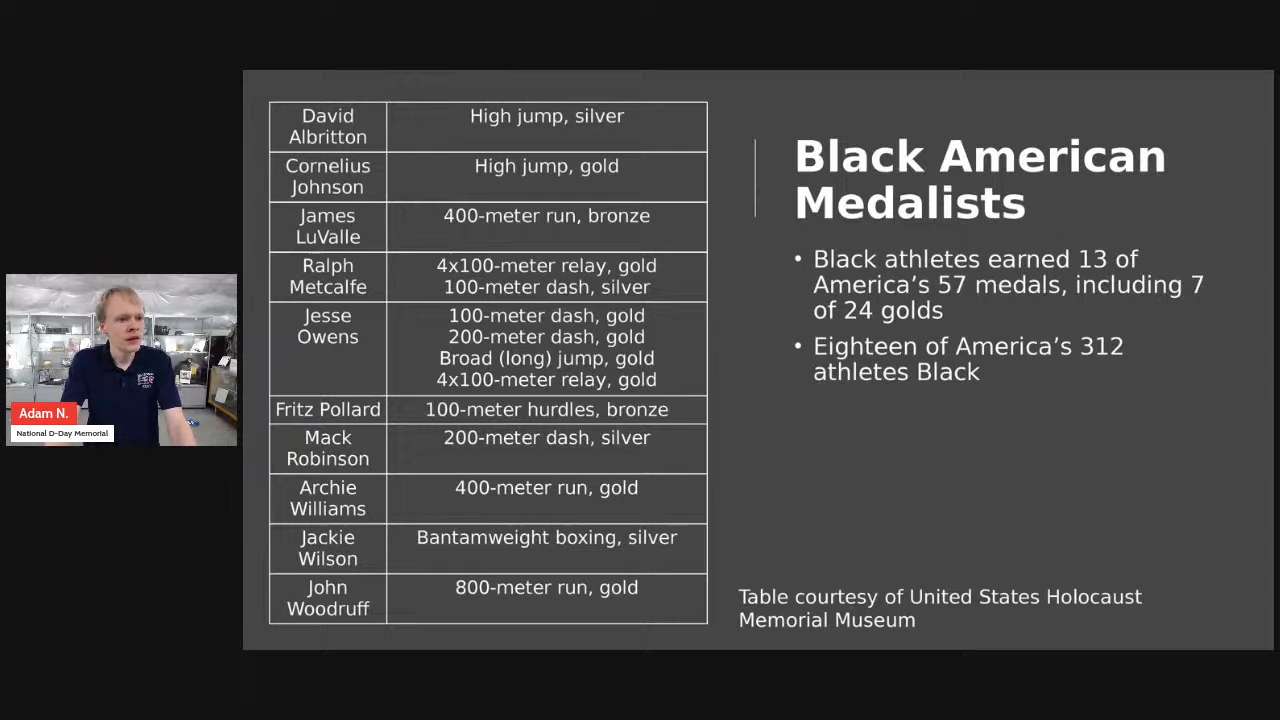 David
Albritton
High jump, silver
Cornelius
Johnson
High jump, gold
James
LuValle
400-meter run, bronze
Ralph
Metcalfe
4x100-meter relay, gold
100-meter dash, silver
Jesse
Owens
100-meter dash, gold
200-meter dash, gold
Broad (long) jump, gold
4x100-meter relay, gold
Fritz Pollard
100-meter hurdles, bronze
Mack
Robinson
200-meter dash, silver
Archie
Williams
400-meter run, gold
Jackie
Wilson
Bantamweight boxing, silver
John
Woodruff
800-meter run, gold
Black American
Medalists
• Black athletes earned 13 of
America’s 57 medals, including 7
of 24 golds
• Eighteen of America’s 312
athletes Black
Table courtesy of United States Holocaust
Memorial Museum
Adam N.
National D-Day Memorial